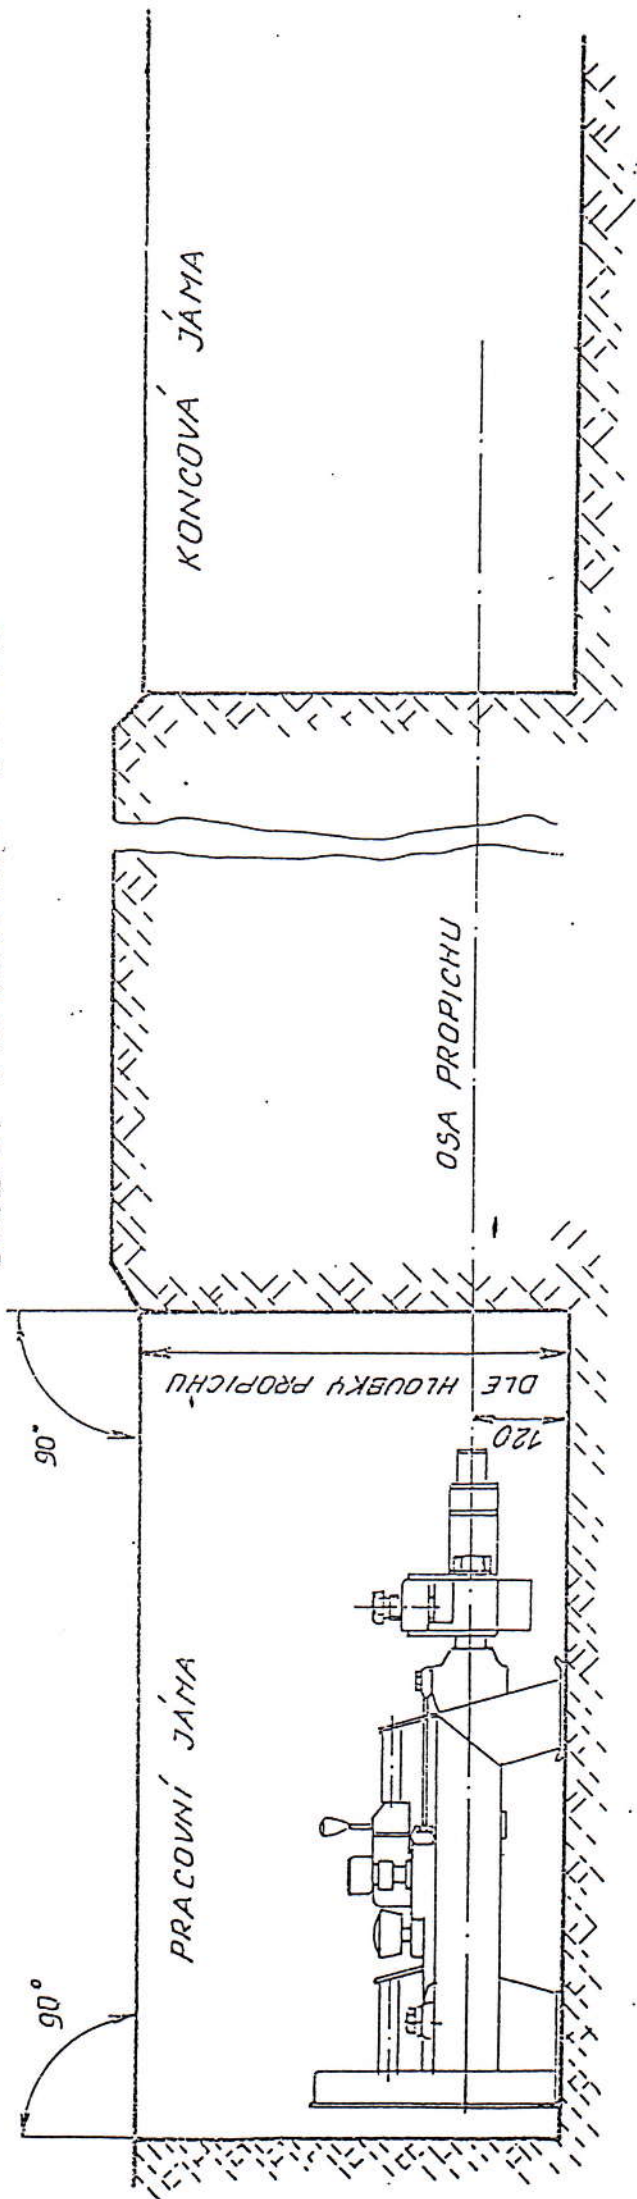 90°
90°
PRACOVNÍ JÁMA
DLE HLOUBKY PROPICHU
120
OSA PROPICHU
KONCOVÁ JÁMA